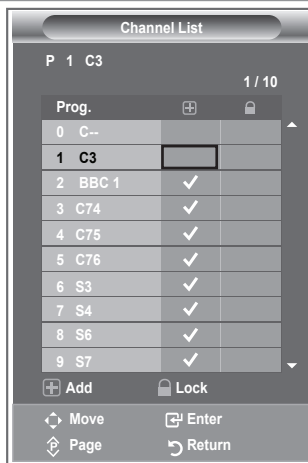 Channel List
P 1 C3
1 / 10
Prog.
0 C--
1 C3
2 BBC 1
3 C74
4 C75
5 C76
6 S3
7 S4
8 S6
9 S7
Add Lock
Move Enter
Page Return